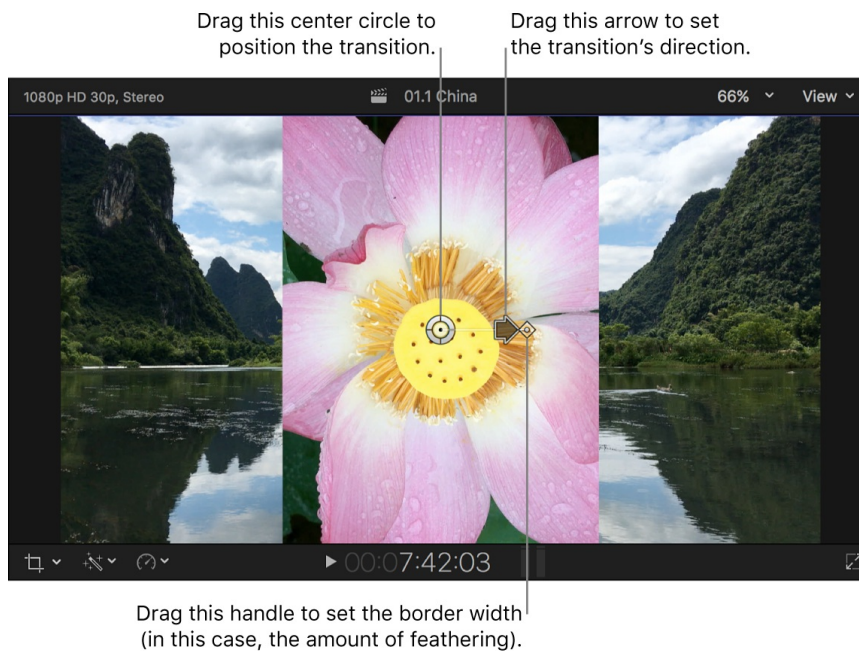 Drag this center circle to
position the transition.
Drag this arrow to set
the transition’s direction.
1080p HD 30p, Stereo
01.1 China
66%
View
00:07:42:03
Drag this handle to set the border width
(in this case, the amount of feathering).